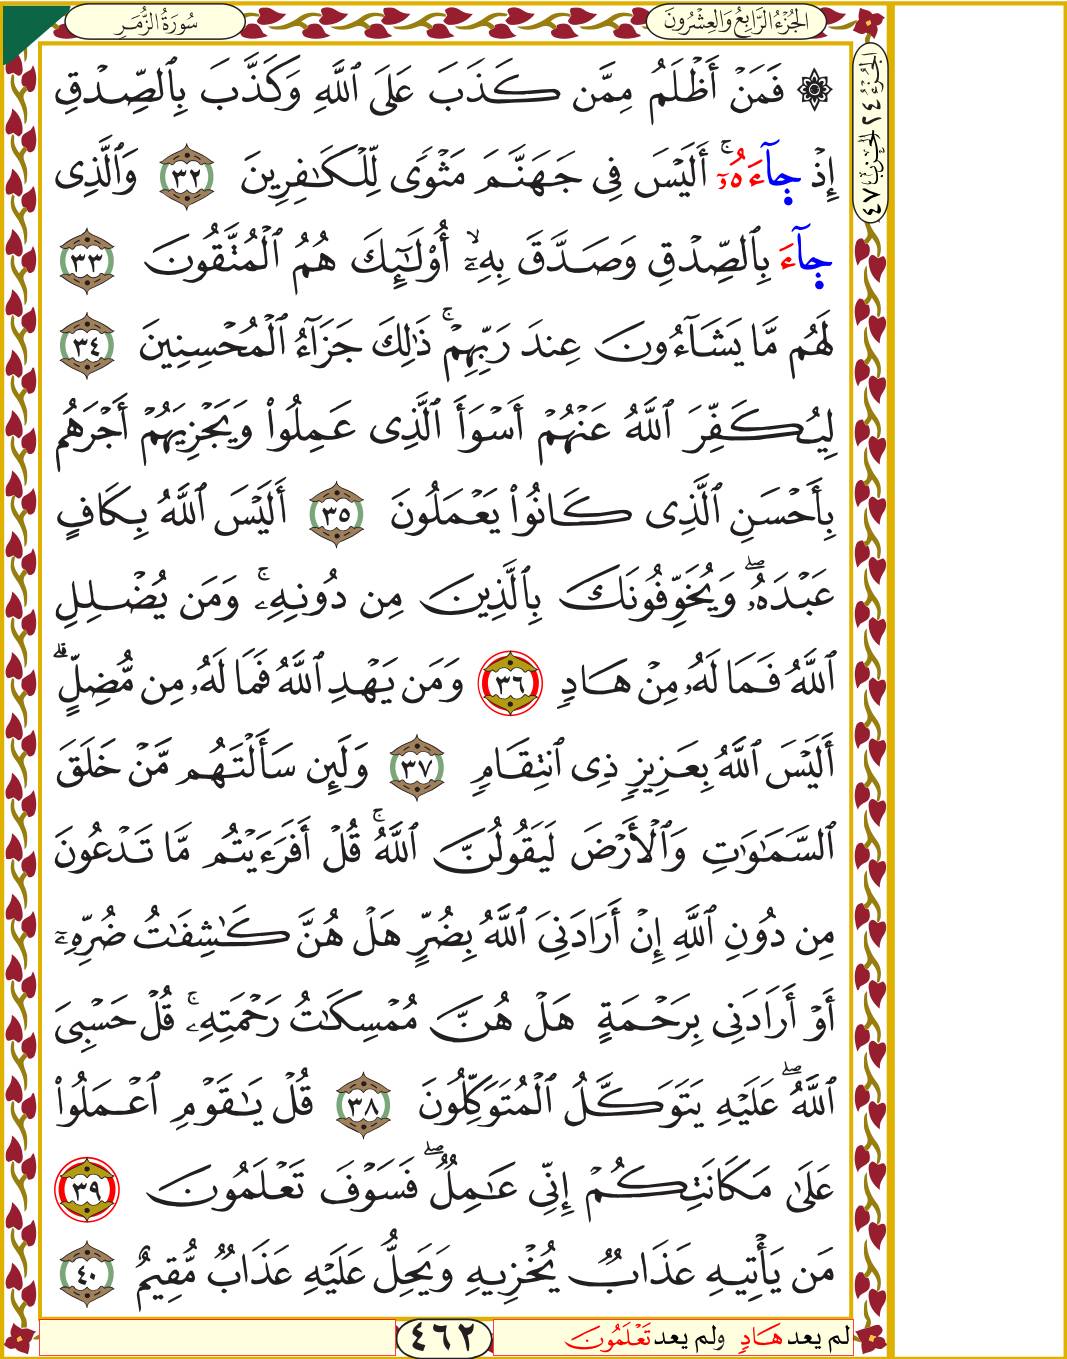 سُورَةُ الزُّمَرِ
الجُزْءُ الرَّابِعُ وَالعِشْرُونَ
الجزء ٢٤ الحزب ٤٧
۞ فَمَنْ أَظْلَمُ مِمَّن كَذَبَ عَلَى ٱللَّهِ وَكَذَّبَ بِٱلصِّدْقِ
إِذْ جَآءَهُۥٓۚ أَلَيْسَ فِى جَهَنَّمَ مَثْوًى لِّلْكَٰفِرِينَ ٣٢ وَٱلَّذِى
جَآءَ بِٱلصِّدْقِ وَصَدَّقَ بِهِۦٓۙ أُوْلَٰٓئِكَ هُمُ ٱلْمُتَّقُونَ ٣٣
لَهُم مَّا يَشَآءُونَ عِندَ رَبِّهِمْۚ ذَٰلِكَ جَزَآءُ ٱلْمُحْسِنِينَ ٣٤
لِيُكَفِّرَ ٱللَّهُ عَنْهُمْ أَسْوَأَ ٱلَّذِى عَمِلُواْ وَيَجْزِيَهُمْ أَجْرَهُم
بِأَحْسَنِ ٱلَّذِى كَانُواْ يَعْمَلُونَ ٣٥ أَلَيْسَ ٱللَّهُ بِكَافٍ
عَبْدَهُۥۖ وَيُخَوِّفُونَكَ بِٱلَّذِينَ مِن دُونِهِۦۚ وَمَن يُضْلِلِ
ٱللَّهُ فَمَا لَهُۥ مِنْ هَادٍ ٣٦ وَمَن يَهْدِ ٱللَّهُ فَمَا لَهُۥ مِن مُّضِلٍّۗ
أَلَيْسَ ٱللَّهُ بِعَزِيزٍ ذِى ٱنتِقَامٍ ٣٧ وَلَئِن سَأَلْتَهُم مَّنْ خَلَقَ
ٱلسَّمَٰوَٰتِ وَٱلْأَرْضَ لَيَقُولُنَّ ٱللَّهُۚ قُلْ أَفَرَءَيْتُم مَّا تَدْعُونَ
مِن دُونِ ٱللَّهِ إِنْ أَرَادَنِىَ ٱللَّهُ بِضُرٍّ هَلْ هُنَّ كَٰشِفَٰتُ ضُرِّهِۦٓ
أَوْ أَرَادَنِى بِرَحْمَةٍ هَلْ هُنَّ مُمْسِكَٰتُ رَحْمَتِهِۦۚ قُلْ حَسْبِىَ
ٱللَّهُۖ عَلَيْهِ يَتَوَكَّلُ ٱلْمُتَوَكِّلُونَ ٣٨ قُلْ يَٰقَوْمِ ٱعْمَلُواْ
عَلَىٰ مَكَانَتِكُمْ إِنِّى عَٰمِلٌۖ فَسَوْفَ تَعْلَمُونَ ٣٩
مَن يَأْتِيهِ عَذَابٌ يُخْزِيهِ وَيَحِلُّ عَلَيْهِ عَذَابٌ مُّقِيمٌ ٤٠
لم يعد هَادٍ ولم يعد تَعْلَمُونَ
٤٦٢